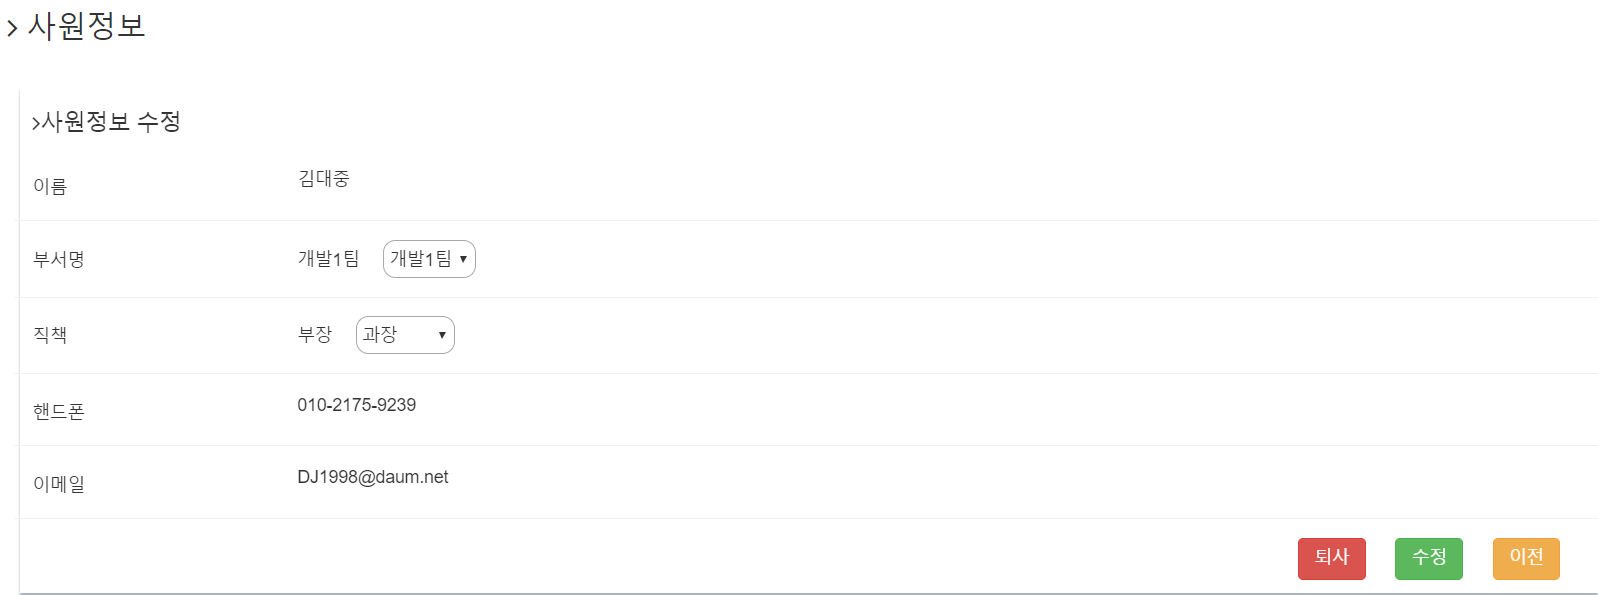 > 사원정보
>사원정보 수정
이름 김대중
부서명 개발1팀 개발1팀
직책 부장 과장
핸드폰 010-2175-9239
이메일 DJ1998@daum.net
퇴사 수정 이전